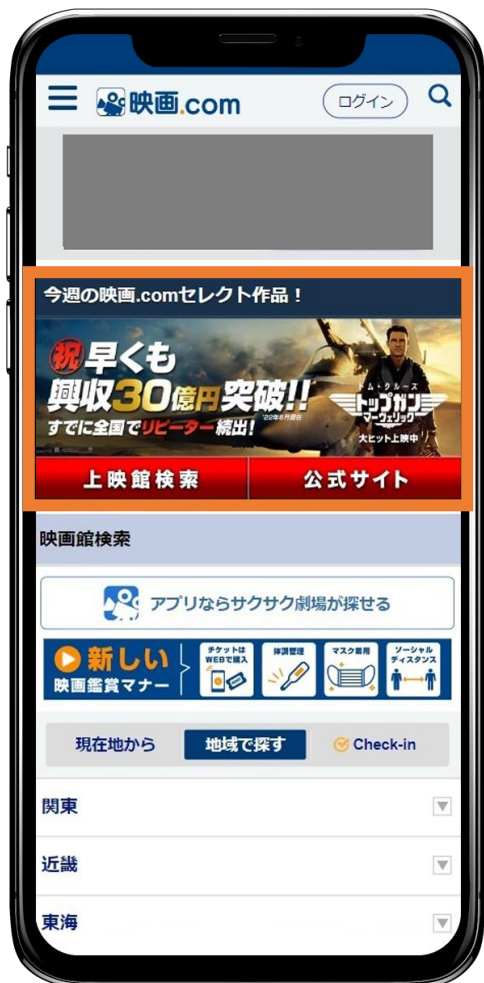 映画.com
ログイン
今週の映画.comセレクト作品！
祝早くも
興収30億円突破!!
すでに全国でリピーター続出!
トム・クルーズ
トップガン
マーヴェリック
大ヒット上映中
上映館検索
公式サイト
映画館検索
アプリならサクサク劇場が探せる
新しい
映画鑑賞マナー
チケットは
WEBで購入
体調管理
マスク着用
ソーシャル
ディスタンス
現在地から
地域で探す
Check-in
関東
近畿
東海